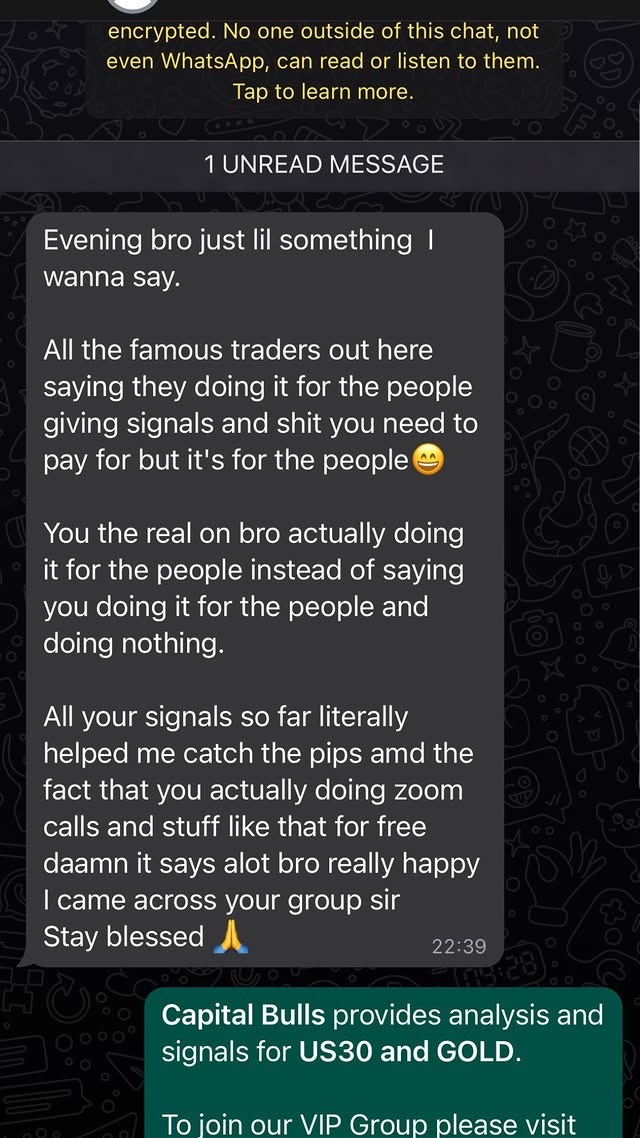 encrypted. No one outside of this chat, not
even WhatsApp, can read or listen to them.
Tap to learn more.
1 UNREAD MESSAGE
Evening bro just lil something I
wanna say.
All the famous traders out here
saying they doing it for the people
giving signals and shit you need to
pay for but it's for the people😄
You the real on bro actually doing
it for the people instead of saying
you doing it for the people and
doing nothing.
All your signals so far literally
helped me catch the pips amd the
fact that you actually doing zoom
calls and stuff like that for free
daamn it says alot bro really happy
I came across your group sir
Stay blessed 🙏
22:39
Capital Bulls provides analysis and
signals for US30 and GOLD.
To join our VIP Group please visit